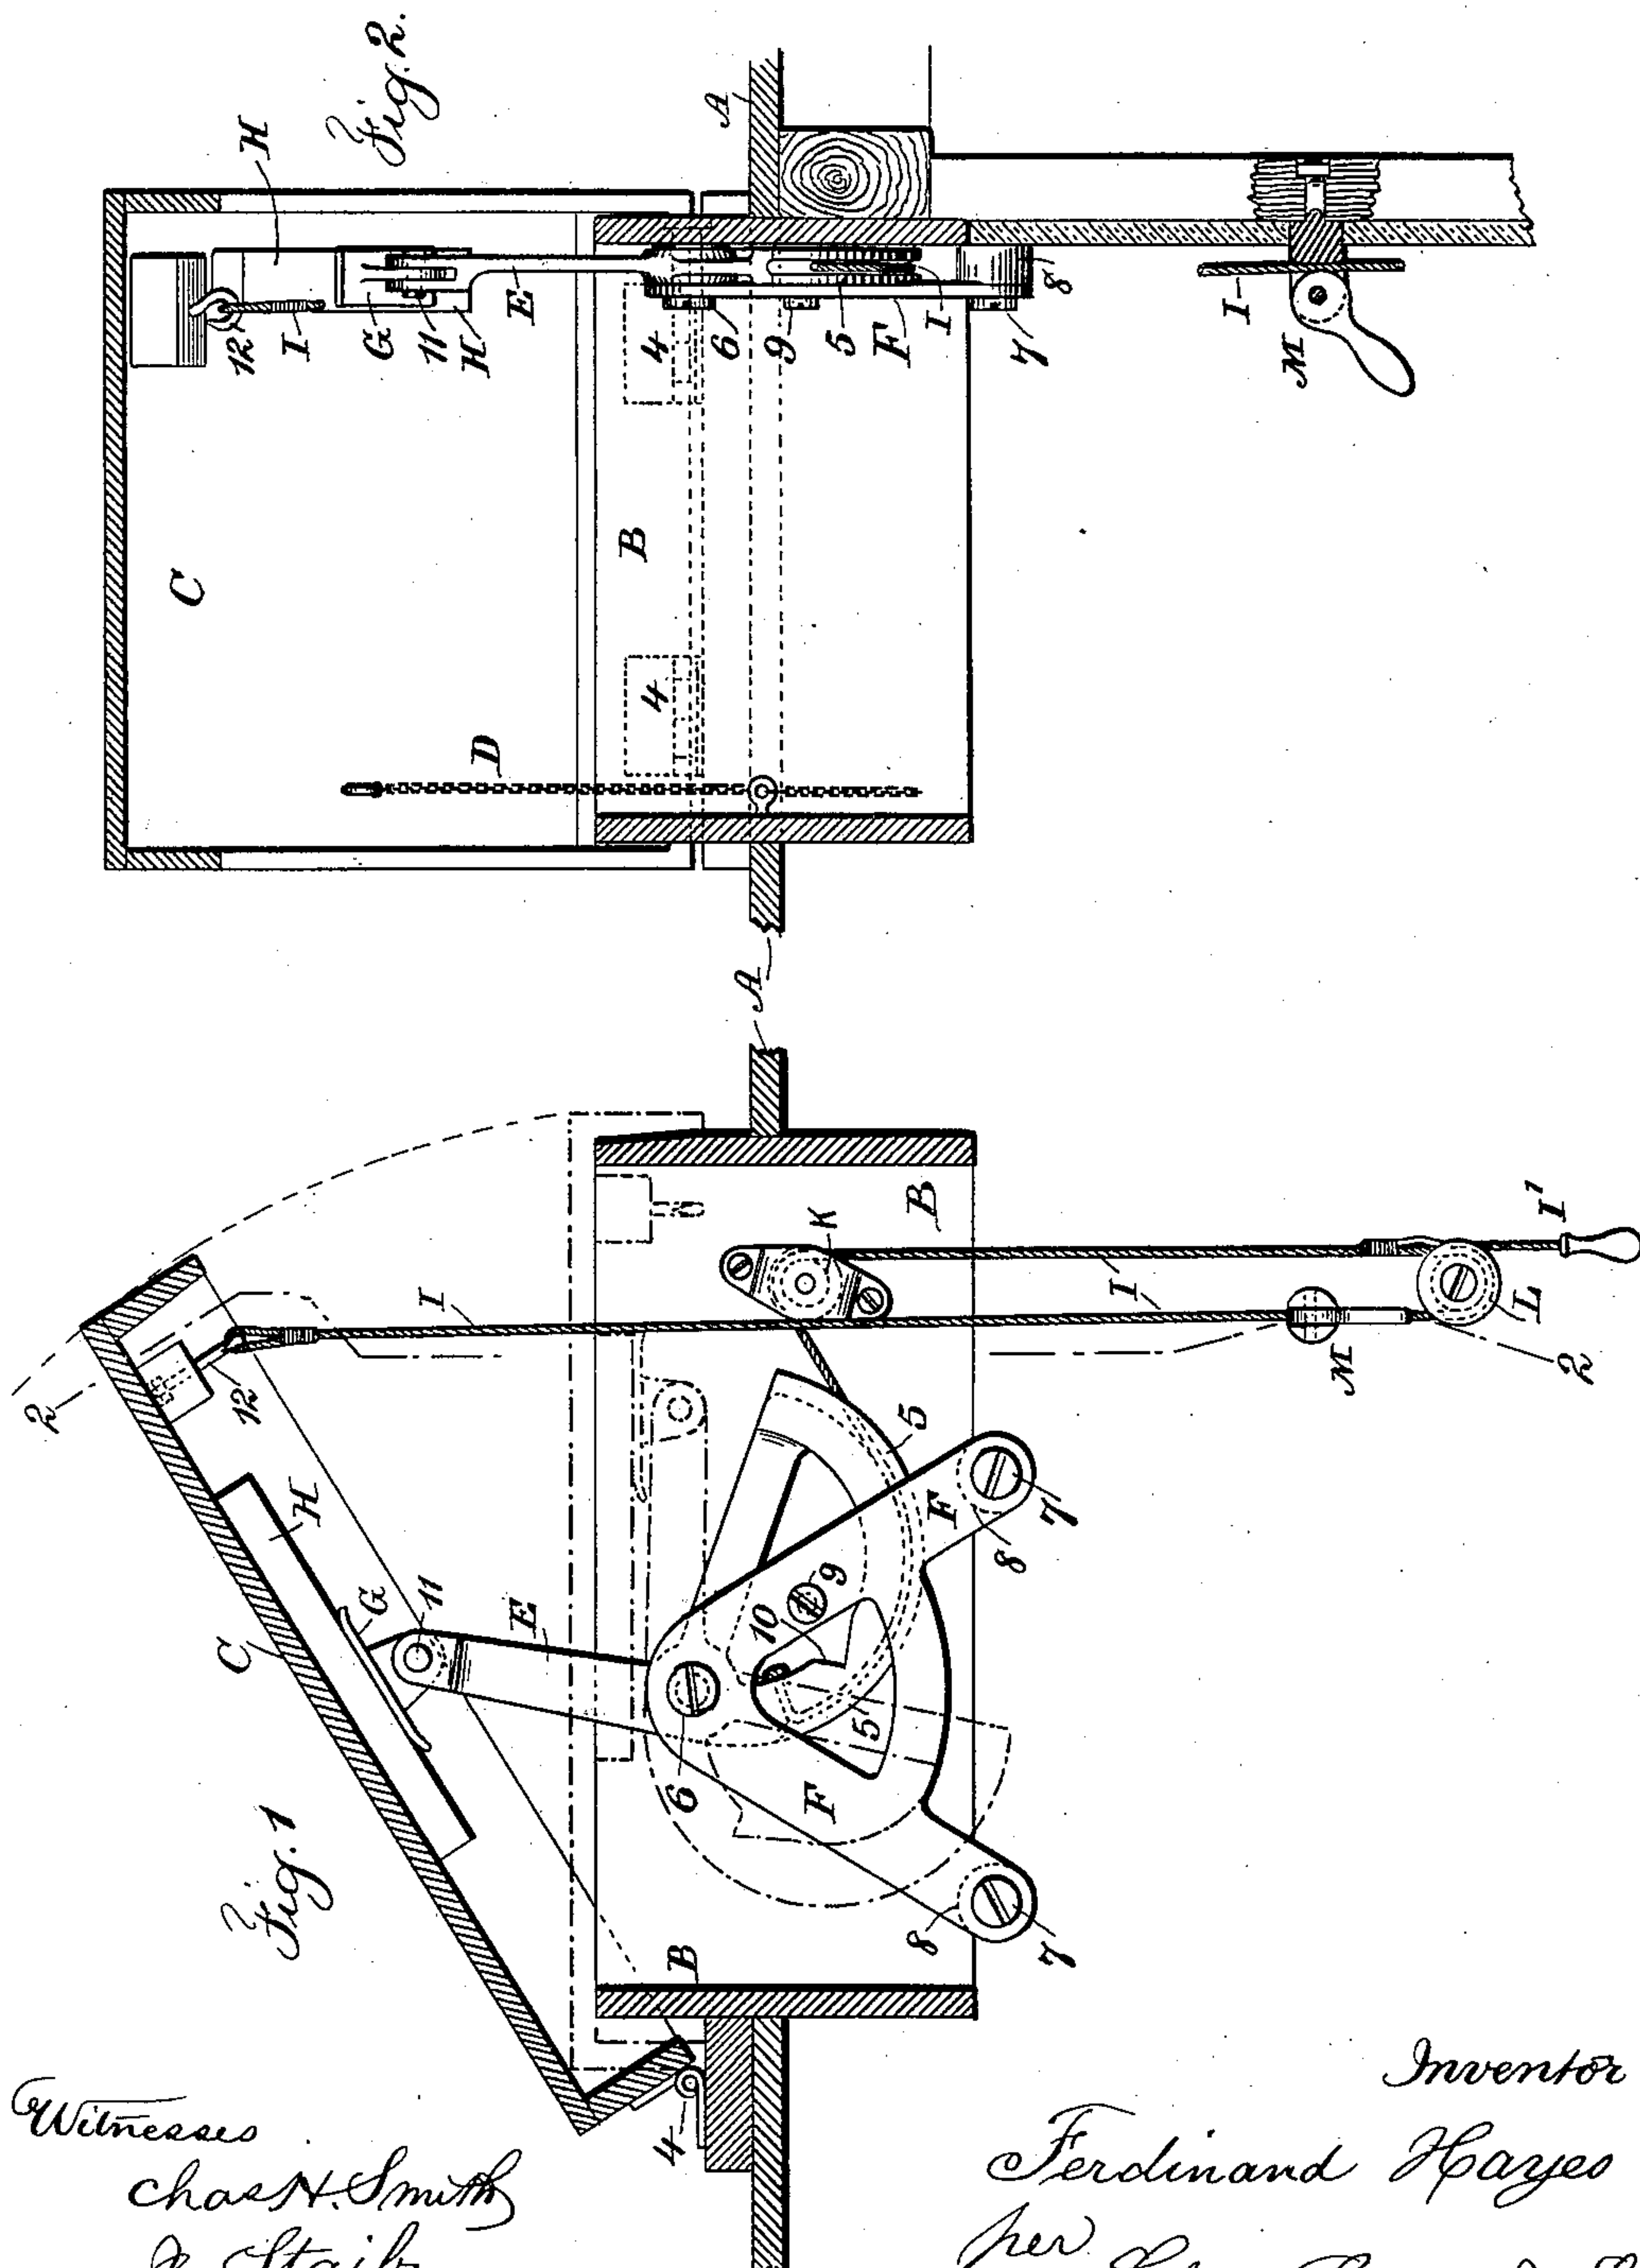 Fig. 2.
A
H
C
12
I
G
11
H
E
4
6
9
5
F
I
7
8
I
M
B
4
D
A
Fig. 1
2
12
I
H
C
G
11
E
K
B
I
I
I'
L
M
2
5
F
7
8
9
10
5
6
F
8
7
B
4
Witnesses
Chas H. Smith
J. Stail
Inventor
Ferdinand Hayes
per